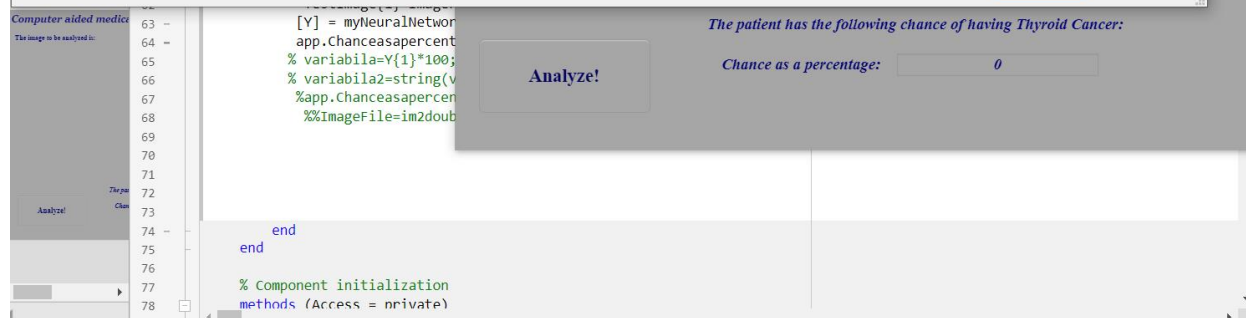 Computer aided medic
The image to be analyzed is:
Analyze!
63
64
65
66
67
68
69
70
71
72
73
74
75
76
77
78
[Y] = myNeuralNetwor
app.Chanceasapercent
% variabila=Y{1}*100;
% variabila2=string(v
%app.Chanceasapercen
%%ImageFile=im2doub
end
end
% Component initialization
methods (Access = private)
The patient has the following chance of having Thyroid Cancer:
Analyze!
Chance as a percentage:
0